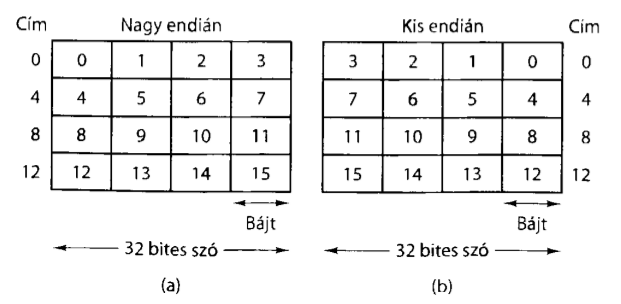 Cím Nagy endián Kis endián Cím
0 0 1 2 3 3 2 1 0 0
4 4 5 6 7 7 6 5 4 4
8 8 9 10 11 11 10 9 8 8
12 12 13 14 15 15 14 13 12 12
Bájt Bájt
32 bites szó 32 bites szó
(a) (b)